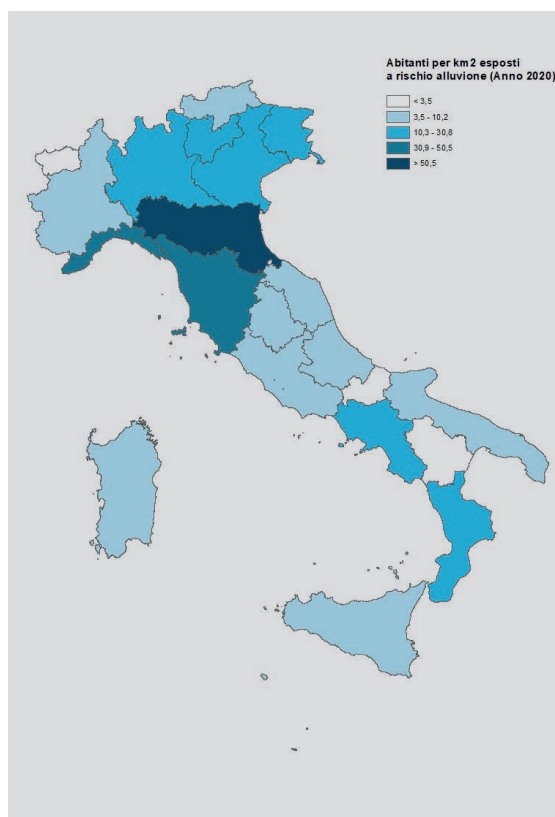 Abitanti per km2 esposti
a rischio alluvione (Anno 2020)
< 3,5
3,5 - 10,2
10,3 - 30,8
30,9 - 50,5
> 50,5